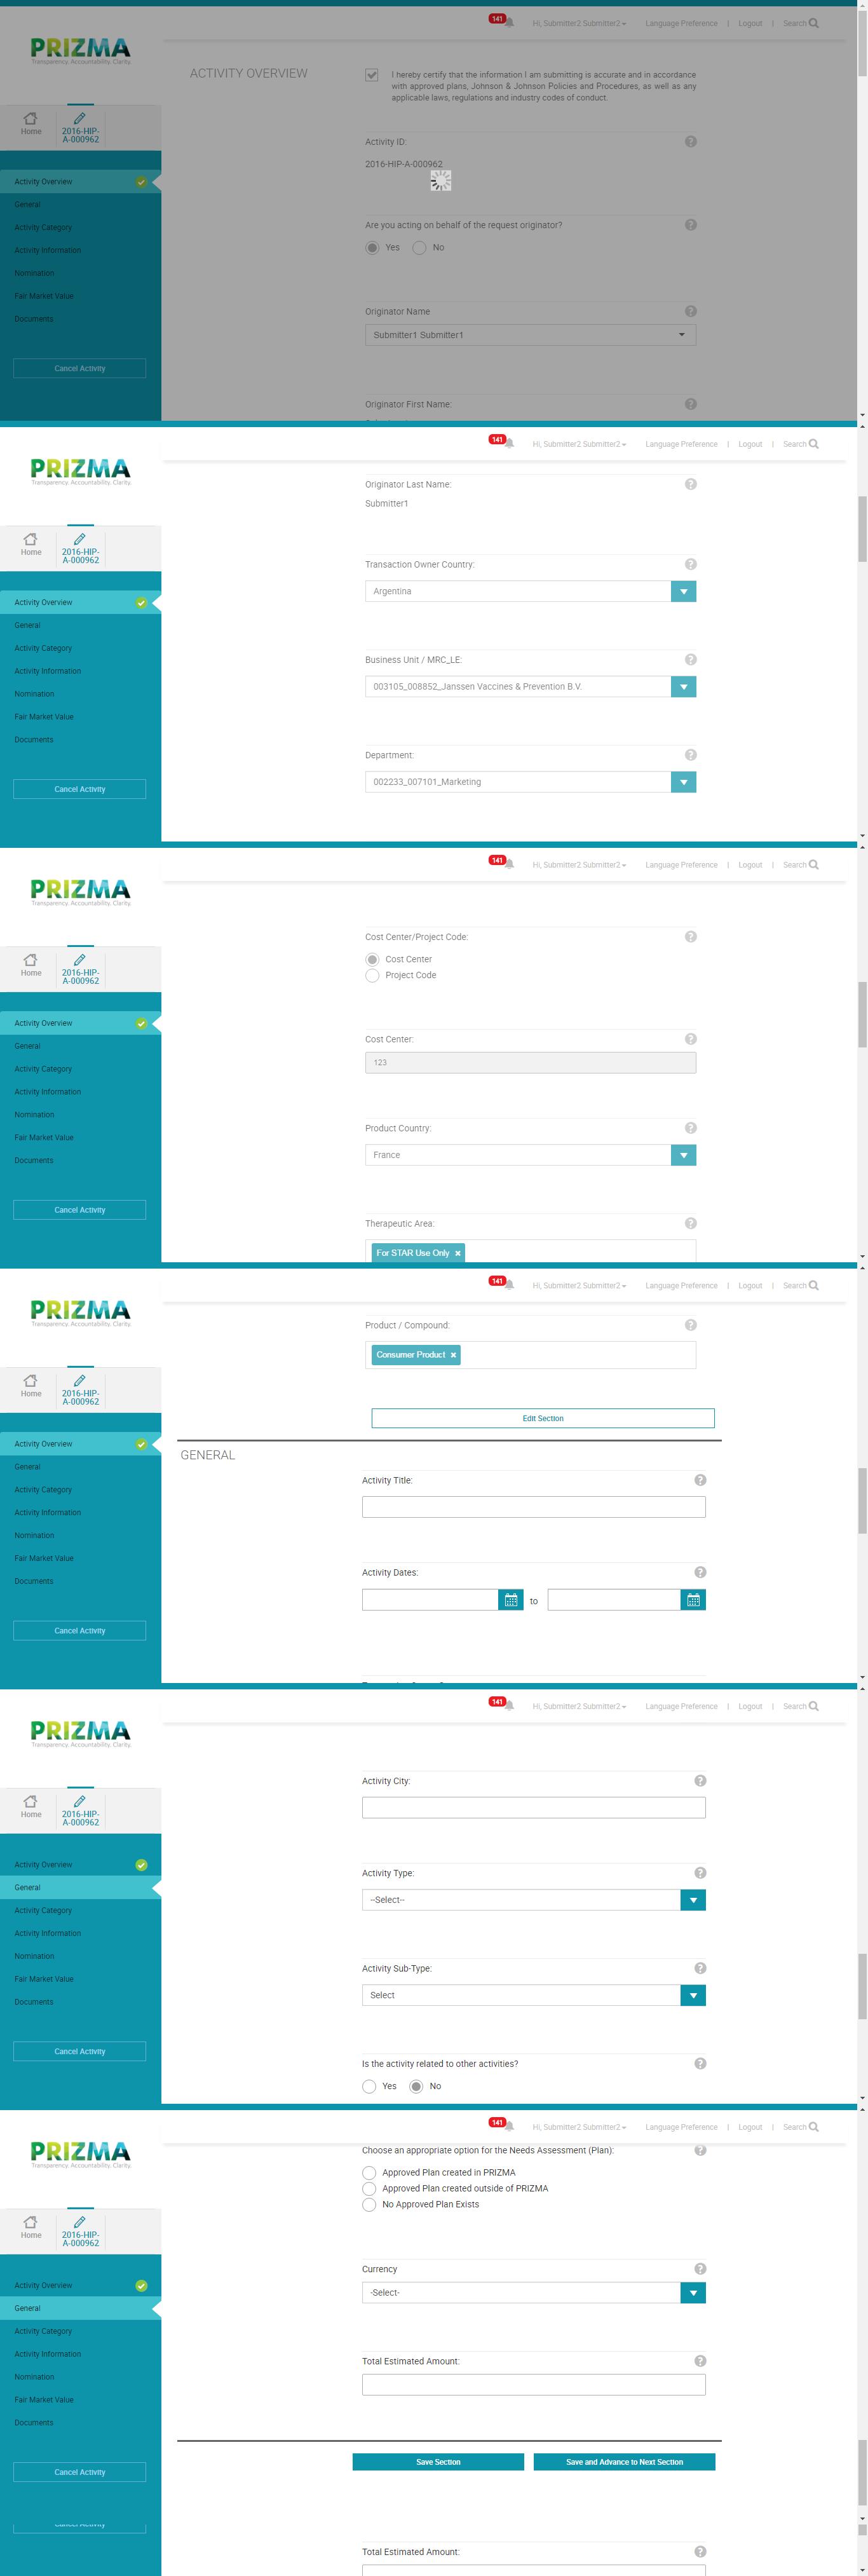 141
Hi, Submitter2 Submitter2
Language Preference | Logout | Search
PRIZMA
Transparency. Accountability. Clarity.
Home
2016-HIP-
A-000962
Activity Overview
General
Activity Category
Activity Information
Nomination
Fair Market Value
Documents
Cancel Activity
ACTIVITY OVERVIEW
I hereby certify that the information I am submitting is accurate and in accordance
with approved plans, Johnson & Johnson Policies and Procedures, as well as any
applicable laws, regulations and industry codes of conduct.
Activity ID:
2016-HIP-A-000962
Are you acting on behalf of the request originator?
Yes No
Originator Name
Submitter1 Submitter1
Originator First Name:
141
Hi, Submitter2 Submitter2
Language Preference | Logout | Search
PRIZMA
Transparency. Accountability. Clarity.
Home
2016-HIP-
A-000962
Activity Overview
General
Activity Category
Activity Information
Nomination
Fair Market Value
Documents
Cancel Activity
Originator Last Name:
Submitter1
Transaction Owner Country:
Argentina
Business Unit / MRC_LE:
003105_008852_Janssen Vaccines & Prevention B.V.
Department:
002233_007101_Marketing
141
Hi, Submitter2 Submitter2
Language Preference | Logout | Search
PRIZMA
Transparency. Accountability. Clarity.
Home
2016-HIP-
A-000962
Activity Overview
General
Activity Category
Activity Information
Nomination
Fair Market Value
Documents
Cancel Activity
Cost Center/Project Code:
Cost Center
Project Code
Cost Center:
123
Product Country:
France
Therapeutic Area:
For STAR Use Only ×
141
Hi, Submitter2 Submitter2
Language Preference | Logout | Search
PRIZMA
Transparency. Accountability. Clarity.
Home
2016-HIP-
A-000962
Activity Overview
General
Activity Category
Activity Information
Nomination
Fair Market Value
Documents
Cancel Activity
Product / Compound:
Consumer Product ×
Edit Section
GENERAL
Activity Title:
Activity Dates:
to
141
Hi, Submitter2 Submitter2
Language Preference | Logout | Search
PRIZMA
Transparency. Accountability. Clarity.
Home
2016-HIP-
A-000962
Activity Overview
General
Activity Category
Activity Information
Nomination
Fair Market Value
Documents
Cancel Activity
Activity City:
Activity Type:
--Select--
Activity Sub-Type:
Select
Is the activity related to other activities?
Yes No
141
Hi, Submitter2 Submitter2
Language Preference | Logout | Search
PRIZMA
Transparency. Accountability. Clarity.
Home
2016-HIP-
A-000962
Activity Overview
General
Activity Category
Activity Information
Nomination
Fair Market Value
Documents
Cancel Activity
Choose an appropriate option for the Needs Assessment (Plan):
Approved Plan created in PRIZMA
Approved Plan created outside of PRIZMA
No Approved Plan Exists
Currency
-Select-
Total Estimated Amount:
Save Section
Save and Advance to Next Section
Total Estimated Amount: